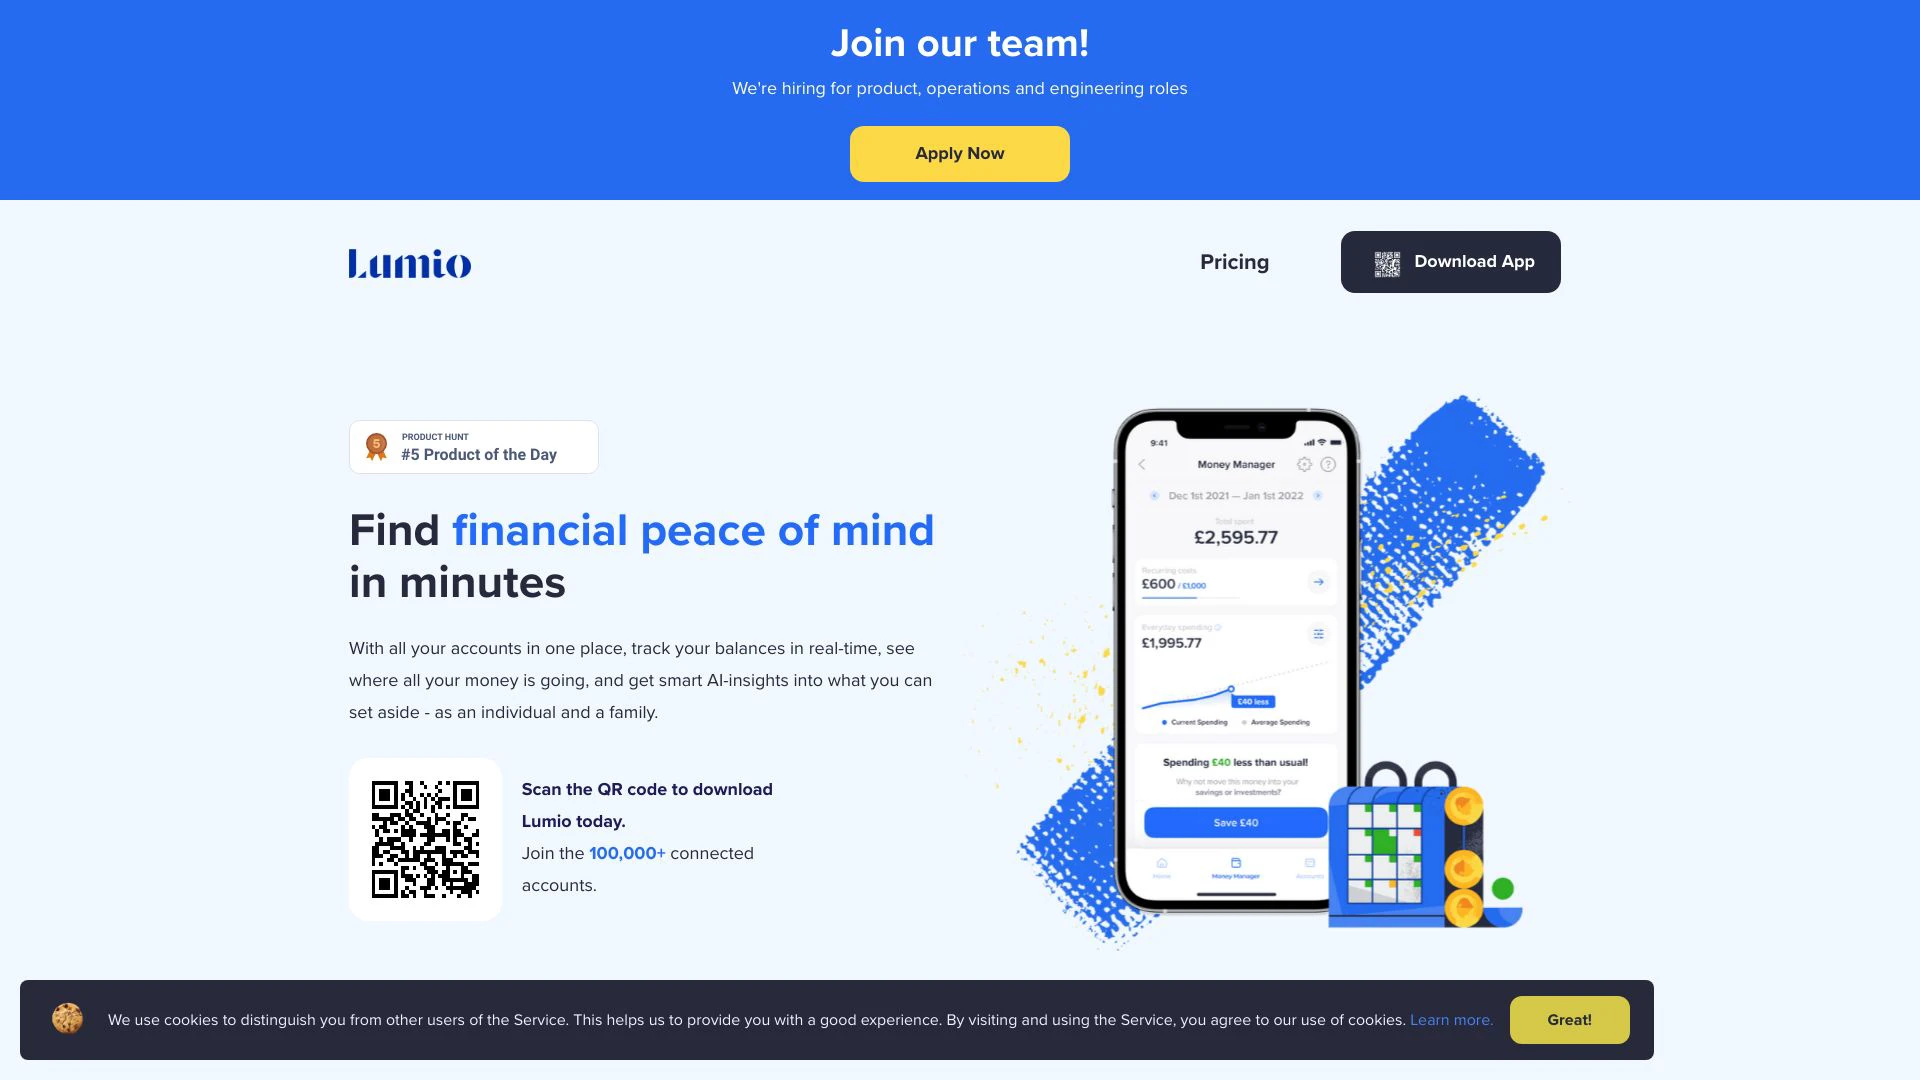 Join our team!
We're hiring for product, operations and engineering roles
Apply Now
Lumio
Pricing
Download App
5
PRODUCT HUNT
#5 Product of the Day
Find financial peace of mind
in minutes
With all your accounts in one place, track your balances in real-time, see
where all your money is going, and get smart AI-insights into what you can
set aside - as an individual and a family.
Scan the QR code to download
Lumio today.
Join the 100,000+ connected
accounts.
9:41
Money Manager
?
Dec 1st 2021 — Jan 1st 2022
Total spent
£2,595.77
Recurring costs
£600 / £1,000
Everyday spending
£1,995.77
£40 less
Current Spending Average Spending
Spending £40 less than usual!
Why not move this money into your
savings or investments?
Save £40
Home Money Manager Accounts
We use cookies to distinguish you from other users of the Service. This helps us to provide you with a good experience. By visiting and using the Service, you agree to our use of cookies. Learn more.
Great!